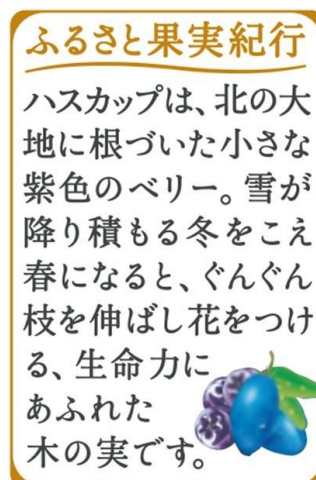 ふるさと果実紀行
ハスカップは、北の大
地に根づいた小さな
紫色のベリー。雪が
降り積もる冬をこえ
春になると、ぐんぐん
枝を伸ばし花をつけ
る、生命力に
あふれた
木の実です。